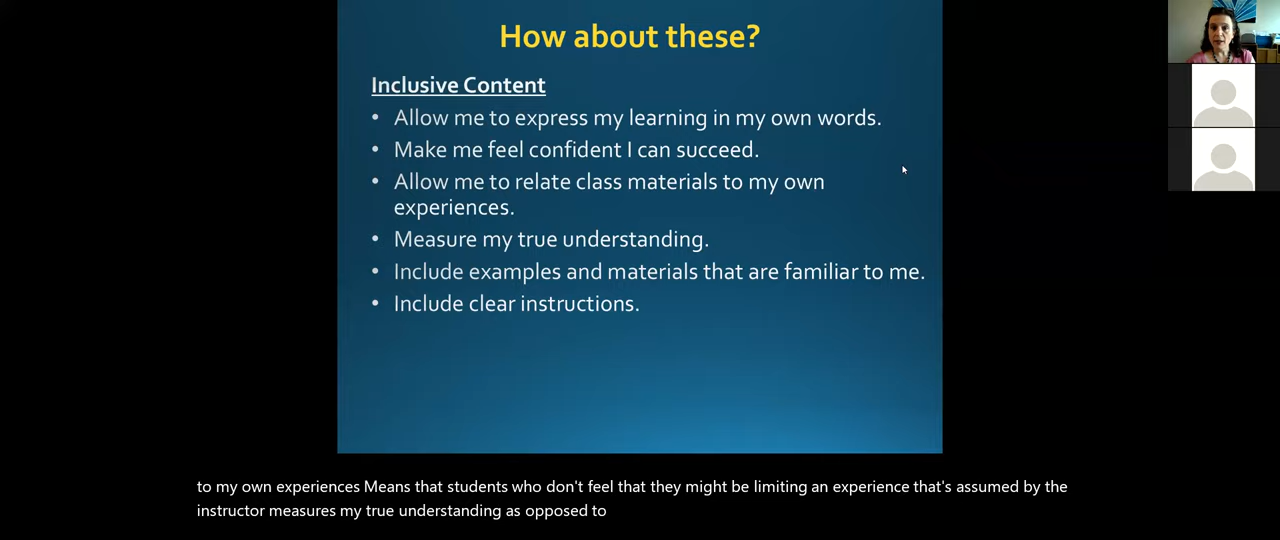 How about these?
Inclusive Content
• Allow me to express my learning in my own words.
• Make me feel confident I can succeed.
• Allow me to relate class materials to my own
experiences.
• Measure my true understanding.
• Include examples and materials that are familiar to me.
• Include clear instructions.
to my own experiences Means that students who don't feel that they might be limiting an experience that's assumed by the
instructor measures my true understanding as opposed to